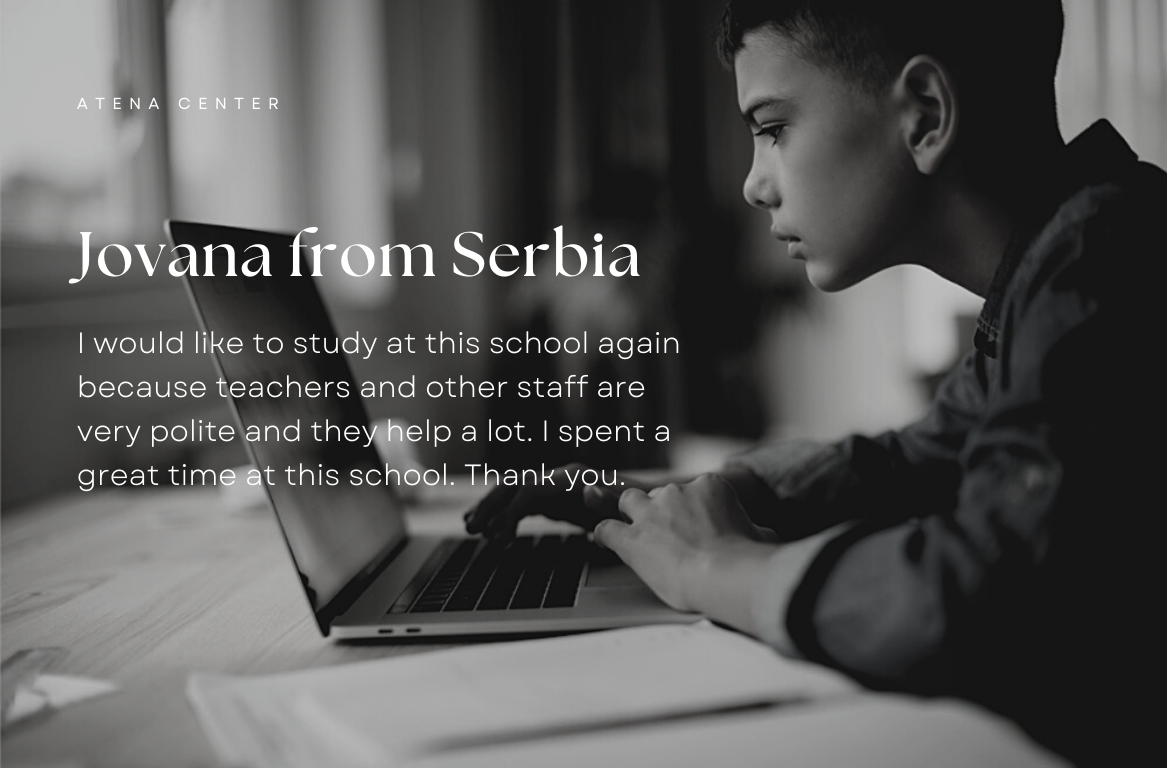 ATENA CENTER
Jovana from Serbia
I would like to study at this school again
because teachers and other staff are
very polite and they help a lot. I spent a
great time at this school. Thank you.